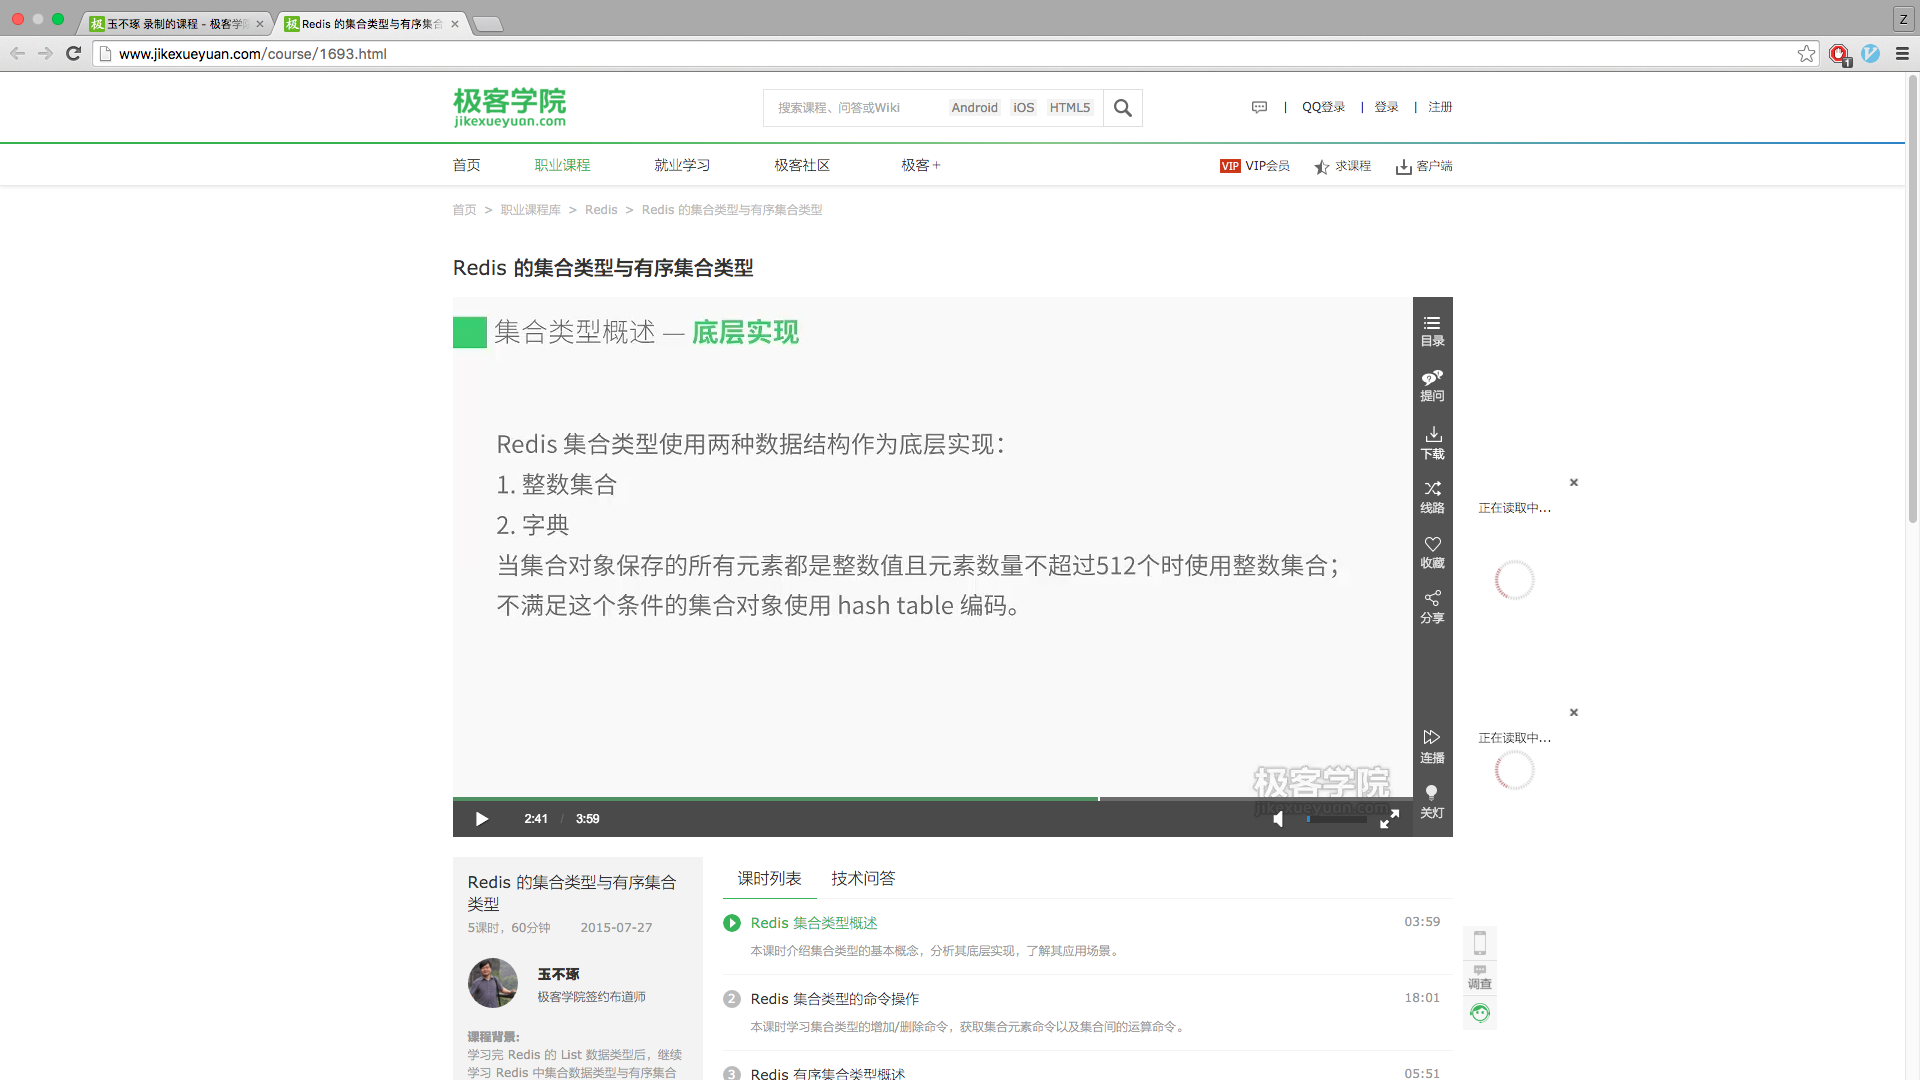 玉不琢 录制的课程 - 极客学院
Redis 的集合类型与有序集合
Z
www.jikexueyuan.com/course/1693.html
极客学院
jikexueyuan.com
搜索课程、问答或Wiki
Android iOS HTML5
QQ登录 | 登录 | 注册
首页 职业课程 就业学习 极客社区 极客+
VIP VIP会员 求课程 客户端
首页 > 职业课程库 > Redis > Redis 的集合类型与有序集合类型
Redis 的集合类型与有序集合类型
集合类型概述 — 底层实现
Redis 集合类型使用两种数据结构作为底层实现：
1. 整数集合
2. 字典
当集合对象保存的所有元素都是整数值且元素数量不超过512个时使用整数集合；
不满足这个条件的集合对象使用 hash table 编码。
极客学院
jikexueyuan.com
目录
提问
下载
线路
收藏
分享
连播
关灯
2:41 / 3:59
正在读取中...
正在读取中...
Redis 的集合类型与有序集合
类型
5课时，60分钟 2015-07-27
玉不琢
极客学院签约布道师
课程背景:
学习完 Redis 的 List 数据类型后，继续
学习 Redis 中集合数据类型与有序集合
课时列表 技术问答
Redis 集合类型概述 03:59
本课时介绍集合类型的基本概念，分析其底层实现，了解其应用场景。
2 Redis 集合类型的命令操作 18:01
本课时学习集合类型的增加/删除命令，获取集合元素命令以及集合间的运算命令。
3 Redis 有序集合类型概述 05:51
调查